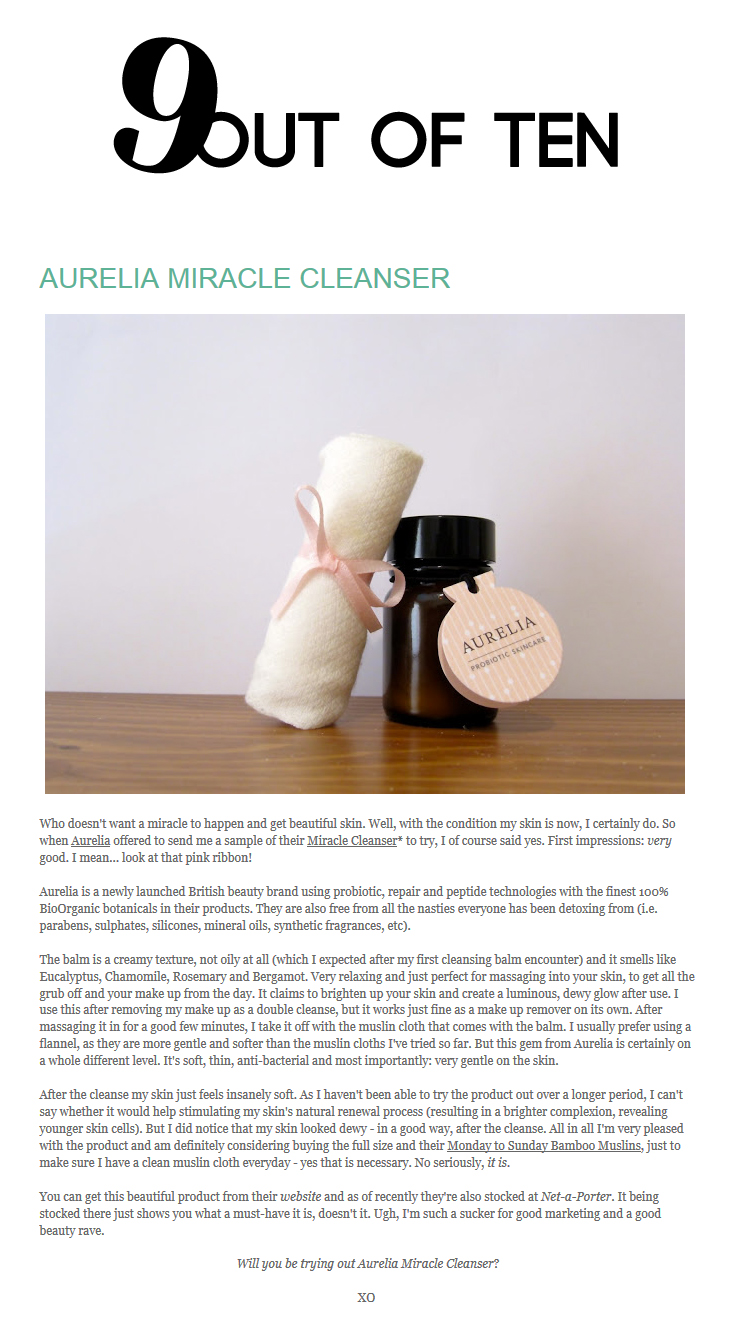 9 OUT OF TEN
AURELIA MIRACLE CLEANSER
AURELIA
PROBIOTIC SKINCARE
Who doesn't want a miracle to happen and get beautiful skin. Well, with the condition my skin is now, I certainly do. So
when Aurelia offered to send me a sample of their Miracle Cleanser* to try, I of course said yes. First impressions: very
good. I mean... look at that pink ribbon!
Aurelia is a newly launched British beauty brand using probiotic, repair and peptide technologies with the finest 100%
BioOrganic botanicals in their products. They are also free from all the nasties everyone has been detoxing from (i.e.
parabens, sulphates, silicones, mineral oils, synthetic fragrances, etc).
The balm is a creamy texture, not oily at all (which I expected after my first cleansing balm encounter) and it smells like
Eucalyptus, Chamomile, Rosemary and Bergamot. Very relaxing and just perfect for massaging into your skin, to get all the
grub off and your make up from the day. It claims to brighten up your skin and create a luminous, dewy glow after use. I
use this after removing my make up as a double cleanse, but it works just fine as a make up remover on its own. After
massaging it in for a good few minutes, I take it off with the muslin cloth that comes with the balm. I usually prefer using a
flannel, as they are more gentle and softer than the muslin cloths I've tried so far. But this gem from Aurelia is certainly on
a whole different level. It's soft, thin, anti-bacterial and most importantly: very gentle on the skin.
After the cleanse my skin just feels insanely soft. As I haven't been able to try the product out over a longer period, I can't
say whether it would help stimulating my skin's natural renewal process (resulting in a brighter complexion, revealing
younger skin cells). But I did notice that my skin looked dewy - in a good way, after the cleanse. All in all I'm very pleased
with the product and am definitely considering buying the full size and their Monday to Sunday Bamboo Muslins, just to
make sure I have a clean muslin cloth everyday - yes that is necessary. No seriously, it is.
You can get this beautiful product from their website and as of recently they're also stocked at Net-a-Porter. It being
stocked there just shows you what a must-have it is, doesn't it. Ugh, I'm such a sucker for good marketing and a good
beauty rave.
Will you be trying out Aurelia Miracle Cleanser?
XO